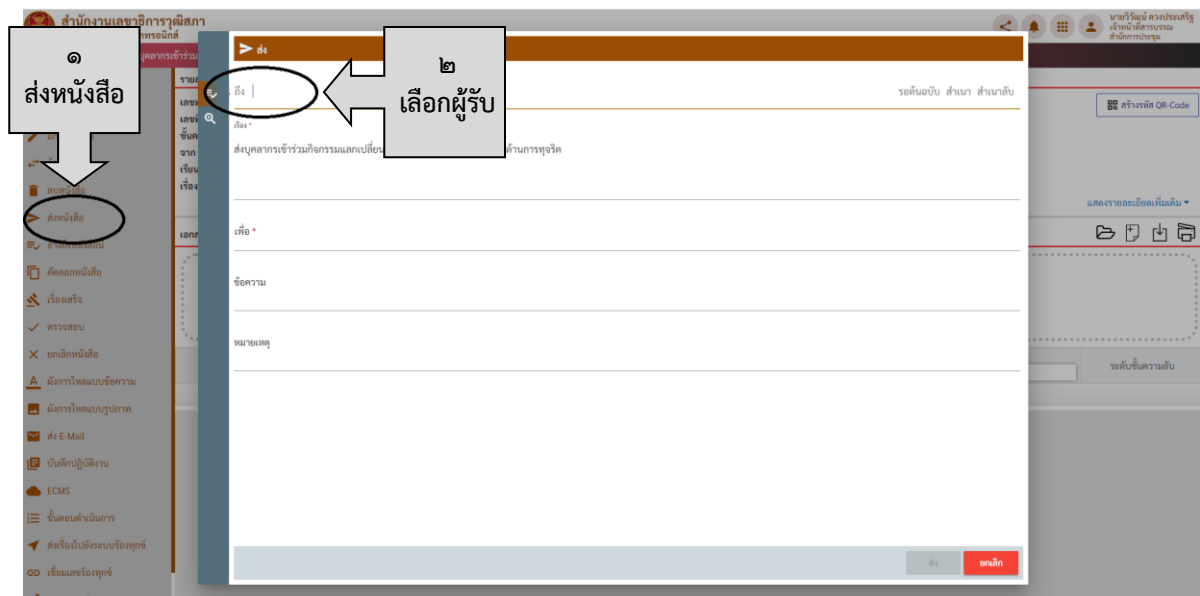 สำนักงานเลขาธิการวุฒิสภา
นายวิวัฒน์ ดวงประเสริฐ
เจ้าหน้าที่สารบรรณ
สำนักการประชุม
๑
ส่งหนังสือ
๒
เลือกผู้รับ
ส่ง
ถึง
รอต้นฉบับ สำเนา สำเนาลับ
เรื่อง *
ส่งบุคลากรเข้าร่วมกิจกรรมแลกเปลี่ยน
ด้านการทุจริต
เพื่อ *
ข้อความ
หมายเหตุ
ส่ง
ยกเลิก
สร้างรหัส QR-Code
แสดงรายละเอียดเพิ่มเติม
ระดับชั้นความลับ
ลบหนังสือ
ส่งหนังสือ
คัดลอกหนังสือ
เรื่องเสร็จ
ตรวจสอบ
ยกเลิกหนังสือ
ผังการไหลแบบข้อความ
ผังการไหลแบบรูปภาพ
ส่ง E-Mail
บันทึกปฏิบัติงาน
ECMS
ขั้นตอนดำเนินการ
ส่งเรื่องไปยังระบบร้องทุกข์
เชื่อมเลขร้องทุกข์